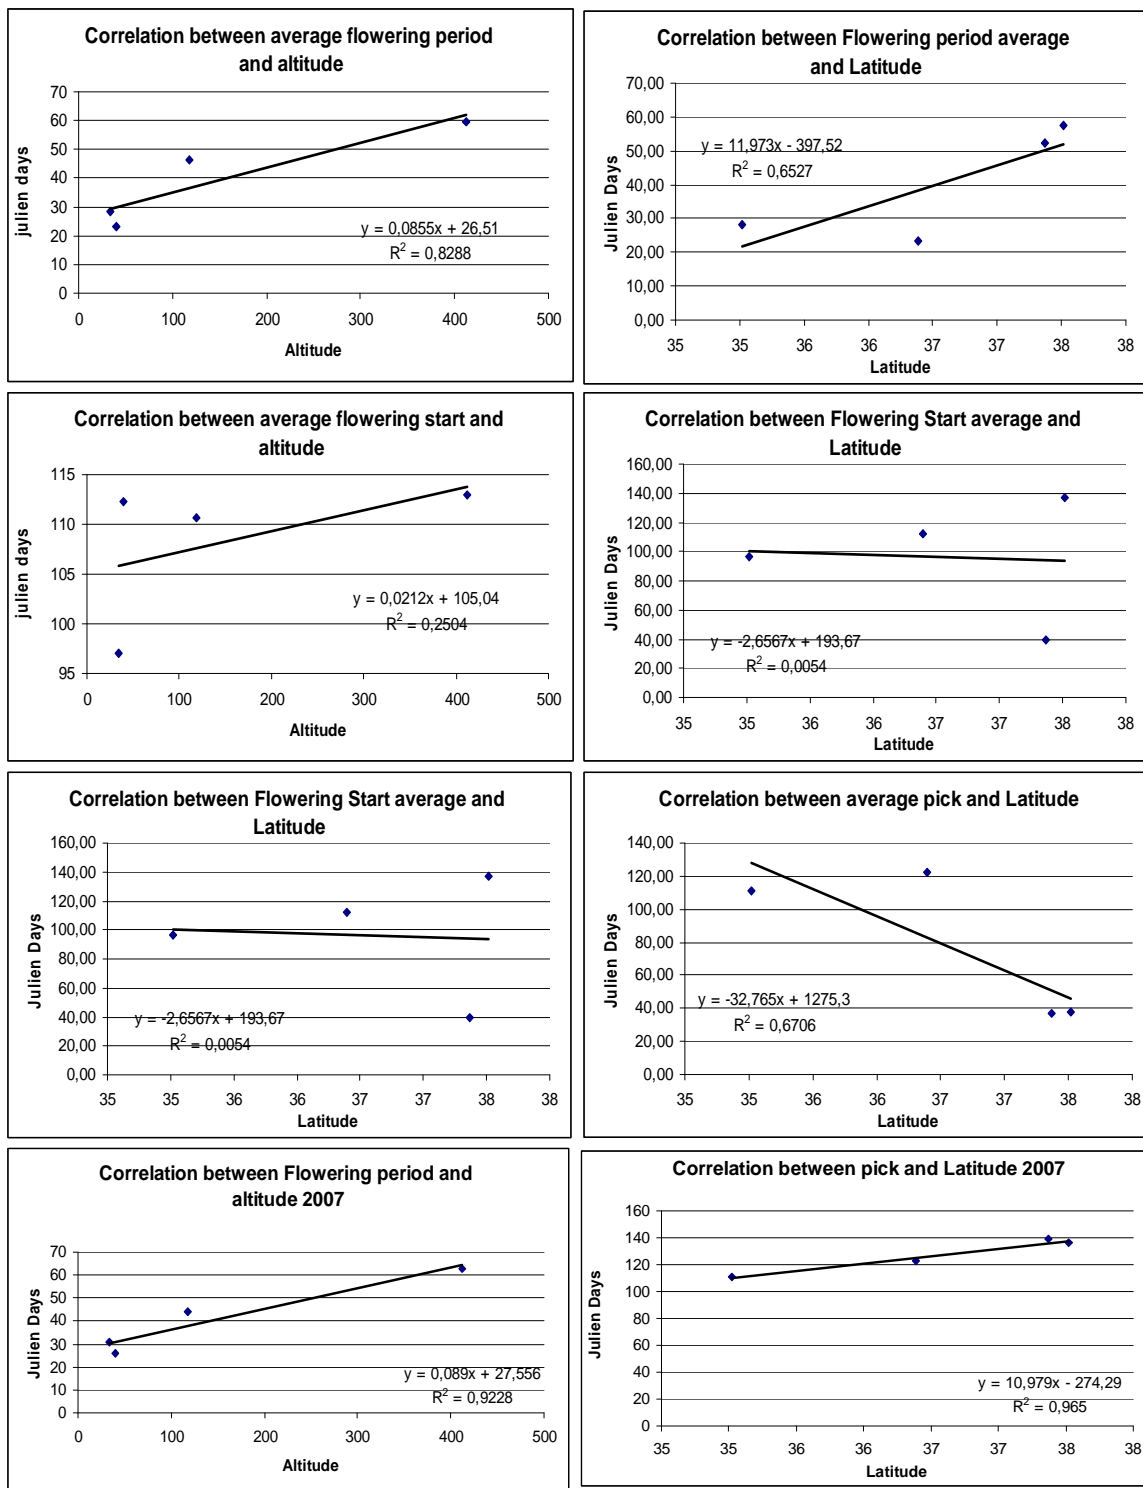 Correlation between average flowering period
and altitude
70
60
50
40
30
20
10
0
julien days
y = 0,0855x + 26,51
R² = 0,8288
0 100 200 300 400 500
Altitude
Correlation between Flowering period average
and Latitude
70,00
60,00
50,00
40,00
30,00
20,00
10,00
0,00
Julien Days
y = 11,973x - 397,52
R² = 0,6527
35 35 36 36 37 37 38 38
Latitude
Correlation between average flowering start and
altitude
115
110
105
100
95
julien days
y = 0,0212x + 105,04
R² = 0,2504
0 100 200 300 400 500
Altitude
Correlation between Flowering Start average and
Latitude
160,00
140,00
120,00
100,00
80,00
60,00
40,00
20,00
0,00
Julien Days
y = -2,6567x + 193,67
R² = 0,0054
35 35 36 36 37 37 38 38
Latitude
Correlation between Flowering Start average and
Latitude
160,00
140,00
120,00
100,00
80,00
60,00
40,00
20,00
0,00
Julien Days
y = -2,6567x + 193,67
R² = 0,0054
35 35 36 36 37 37 38 38
Latitude
Correlation between average pick and Latitude
140,00
120,00
100,00
80,00
60,00
40,00
20,00
0,00
Julien Days
y = -32,765x + 1275,3
R² = 0,6706
35 35 36 36 37 37 38 38
Latitude
Correlation between Flowering period and
altitude 2007
70
60
50
40
30
20
10
0
Julien Days
y = 0,089x + 27,556
R² = 0,9228
0 100 200 300 400 500
Altitude
Correlation between pick and Latitude 2007
160
140
120
100
80
60
40
20
0
Julien Days
y = 10,979x - 274,29
R² = 0,965
35 35 36 36 37 37 38 38
Latitude